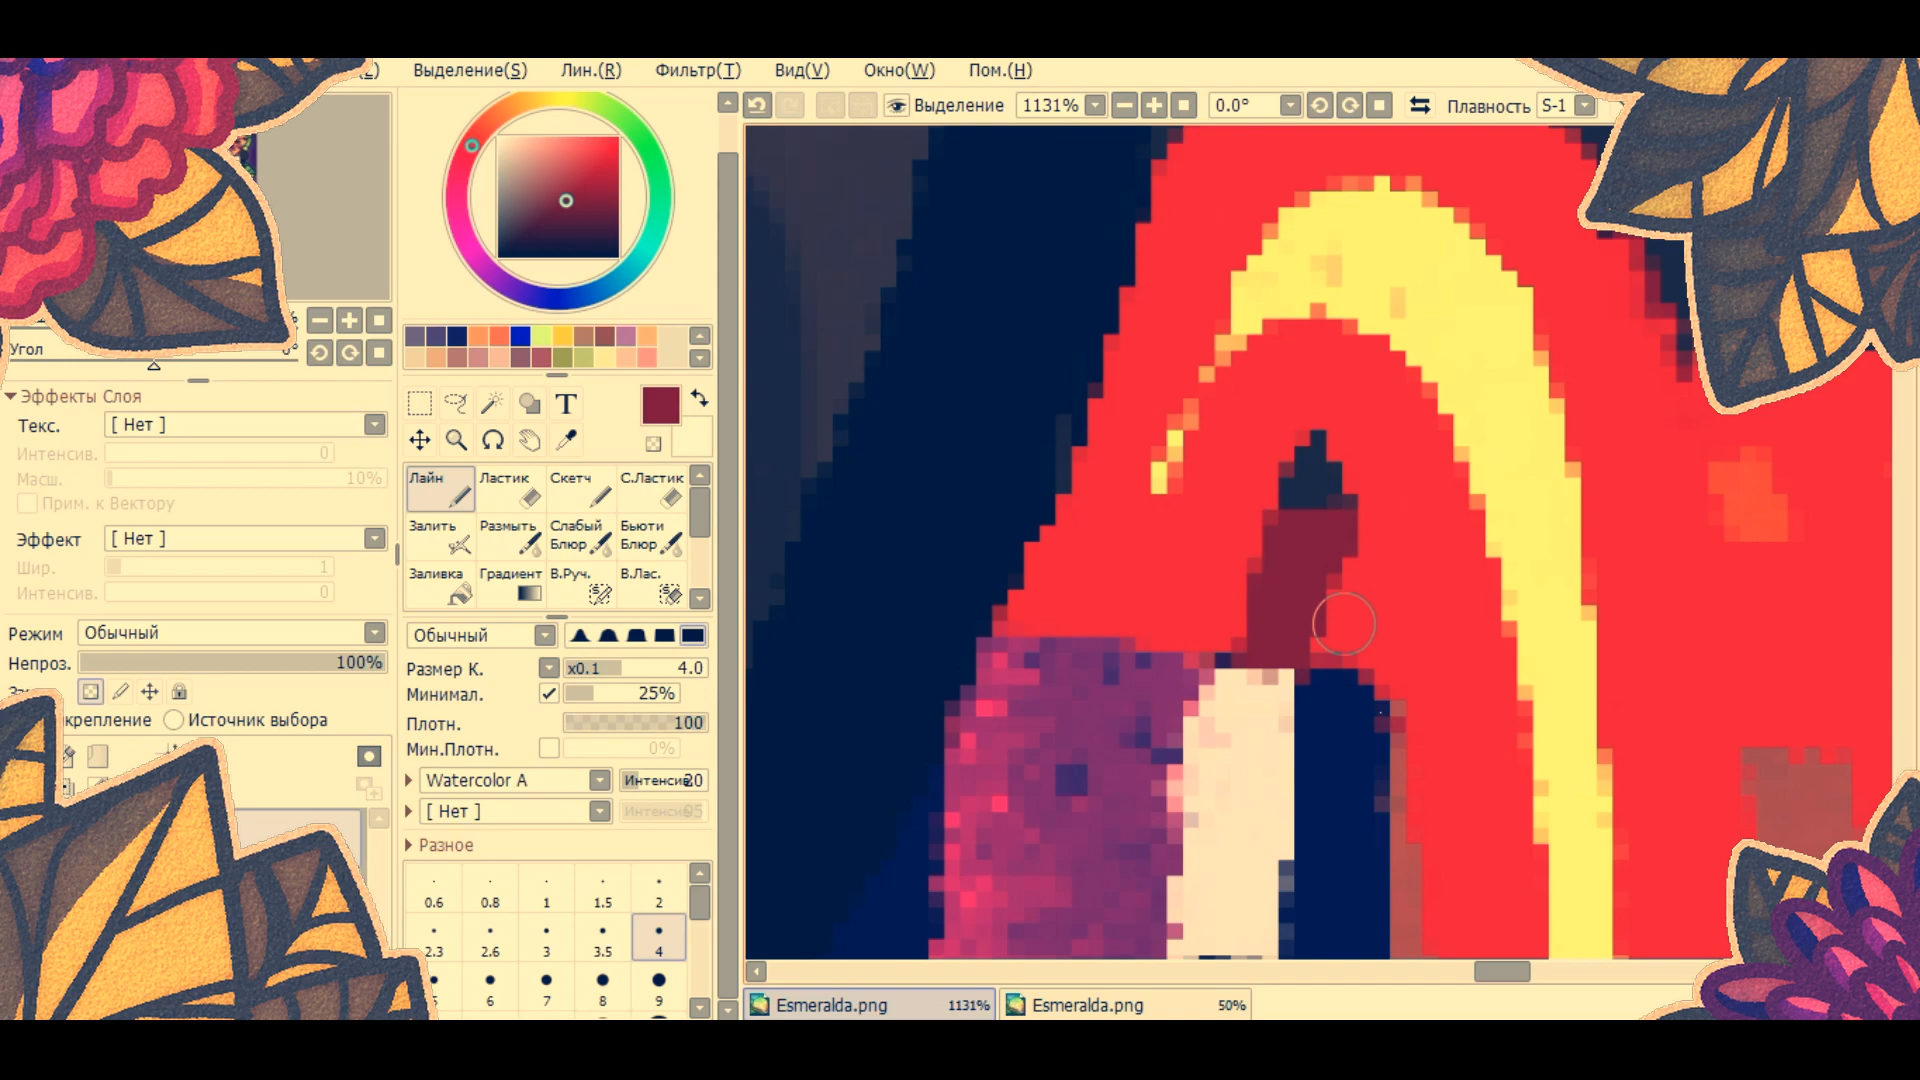 Выделение(S) Лин.(R) Фильтр(T) Вид(V) Окно(W) Пом.(H)
Выделение 1131% 0.0° Плавность S-1
Угол
Эффекты Слоя
Текс. [ Нет ]
Интенсив. 0
Масш. 10%
Прим. к Вектору
Эффект [ Нет ]
Шир. 1
Интенсив. 0
Режим Обычный
Непроз. 100%
крепление Источник выбора
T
Лайн Ластик Скетч С.Ластик
Залить Размыть Слабый Блюр Бьюти Блюр
Заливка Градиент В.Руч. В.Лас.
Обычный
Размер К. x0.1 4.0
Минимал. 25%
Плотн. 100
Мин.Плотн. 0%
Watercolor A Интенсив 20
[ Нет ] Интенсив 95
Разное
0.6 0.8 1 1.5 2
2.3 2.6 3 3.5 4
5 6 7 8 9
Esmeralda.png 1131% Esmeralda.png 50%